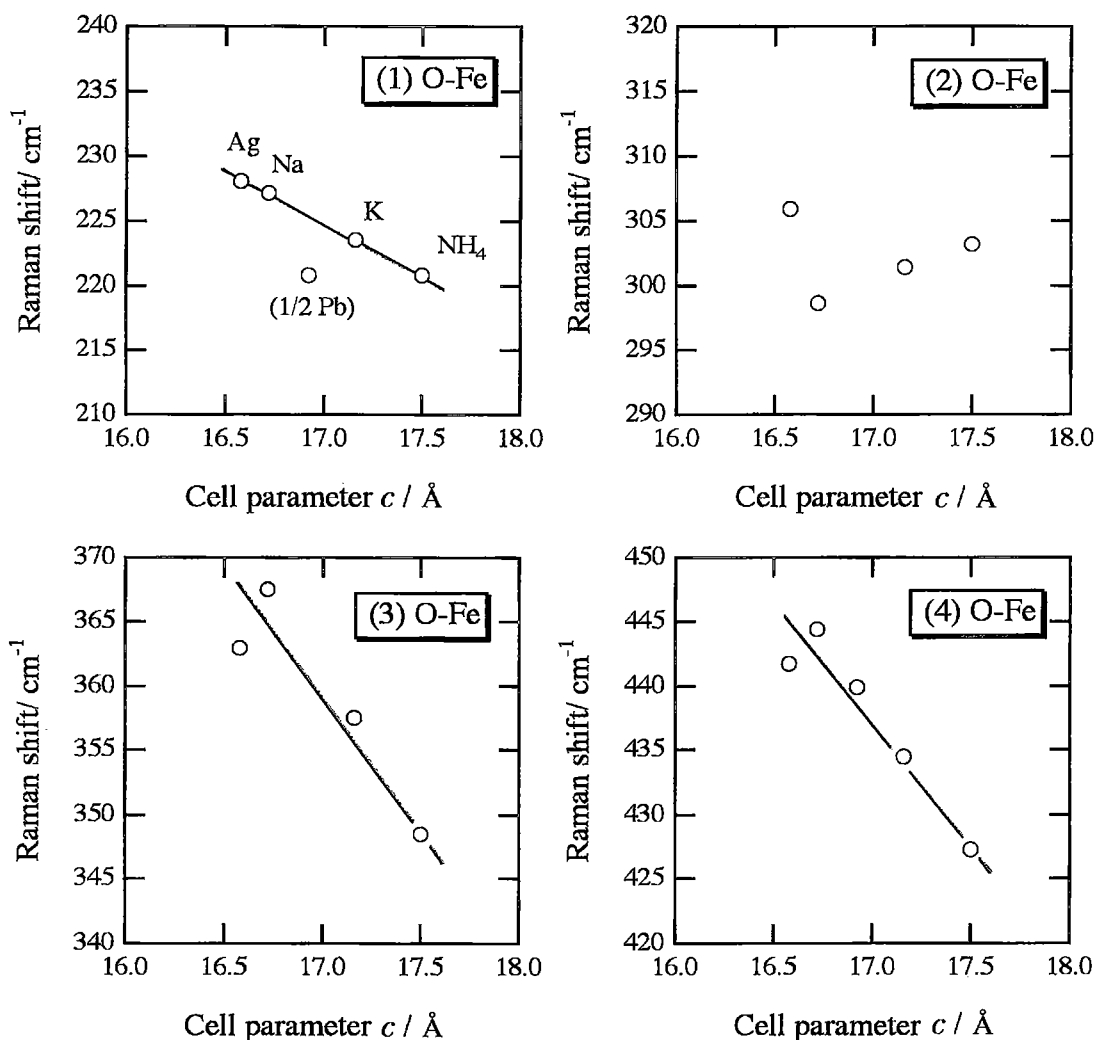 240
235
230
225
220
215
210
Raman shift/ cm-1
(1) O-Fe
Ag
Na
K
NH4
(1/2 Pb)
16.0 16.5 17.0 17.5 18.0
Cell parameter c / Å
320
315
310
305
300
295
290
Raman shift/ cm-1
(2) O-Fe
16.0 16.5 17.0 17.5 18.0
Cell parameter c / Å
370
365
360
355
350
345
340
Raman shift/ cm-1
(3) O-Fe
16.0 16.5 17.0 17.5 18.0
Cell parameter c / Å
450
445
440
435
430
425
420
Raman shift/ cm-1
(4) O-Fe
16.0 16.5 17.0 17.5 18.0
Cell parameter c / Å